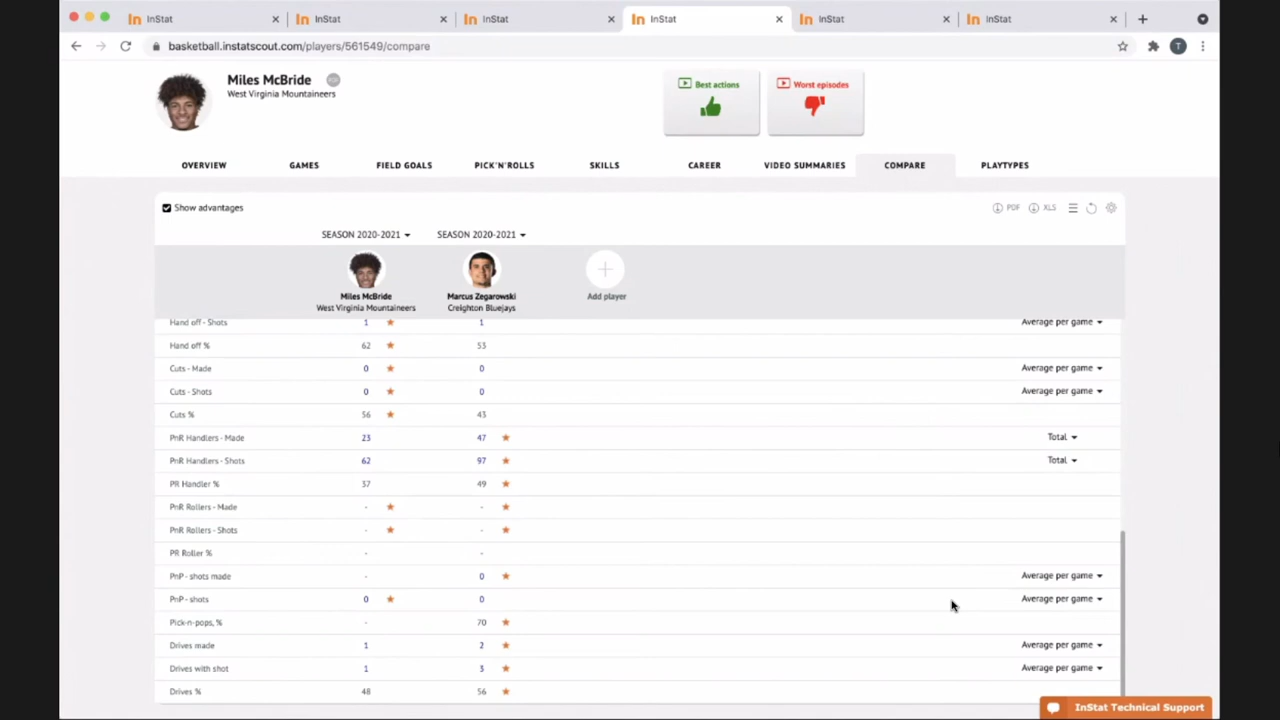 InStat InStat InStat InStat InStat InStat
basketball.instatscout.com/players/561549/compare T
Miles McBride
West Virginia Mountaineers
Best actions Worst episodes
OVERVIEW GAMES FIELD GOALS PICK'N'ROLLS SKILLS CAREER VIDEO SUMMARIES COMPARE PLAYTYPES
Show advantages PDF XLS
SEASON 2020-2021 SEASON 2020-2021
Miles McBride Marcus Zegarowski Add player
West Virginia Mountaineers Creighton Bluejays
Hand off - Shots 1 1 Average per game
Hand off % 62 53
Cuts - Made 0 0 Average per game
Cuts - Shots 0 0 Average per game
Cuts % 56 43
PnR Handlers - Made 23 47 Total
PnR Handlers - Shots 62 97 Total
PR Handler % 37 49
PnR Rollers - Made - -
PnR Rollers - Shots - -
PR Roller % - -
PnP - shots made - 0 Average per game
PnP - shots 0 0 Average per game
Pick-n-pops, % - 70
Drives made 1 2 Average per game
Drives with shot 1 3 Average per game
Drives % 48 56
InStat Technical Support